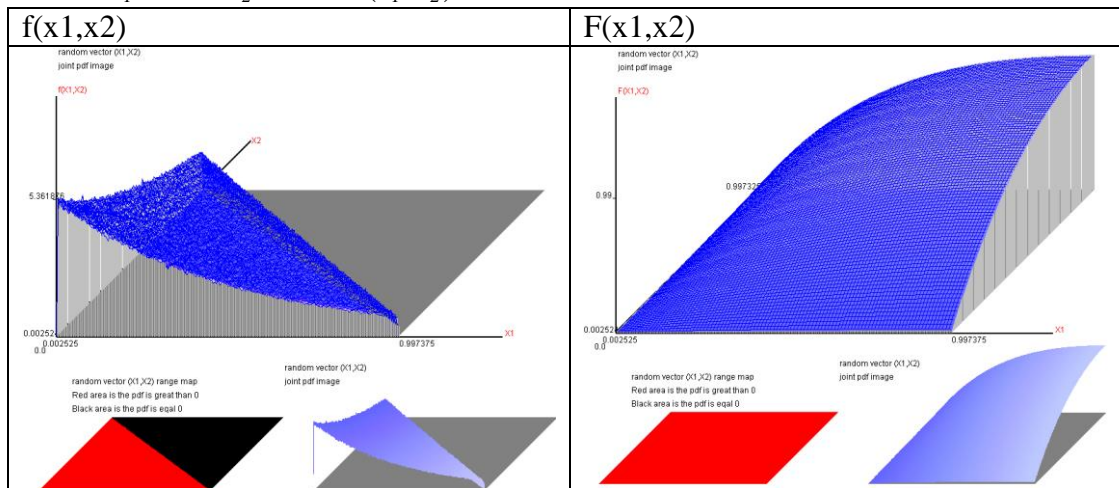 f(x1,x2)
random vector (X1,X2)
joint pdf image
f(X1,X2)
X2
5.361875
0.00252
0.0
0.002525
0.997375
X1
random vector (X1,X2) range map
Red area is the pdf is great than 0
Black area is the pdf is eqal 0
random vector (X1,X2)
joint pdf image
F(x1,x2)
random vector (X1,X2)
joint pdf image
F(X1,X2)
0.99
0.997325
0.00252
0.0
0.002525
0.997375
X1
random vector (X1,X2) range map
Red area is the pdf is great than 0
Black area is the pdf is eqal 0
random vector (X1,X2)
joint pdf image